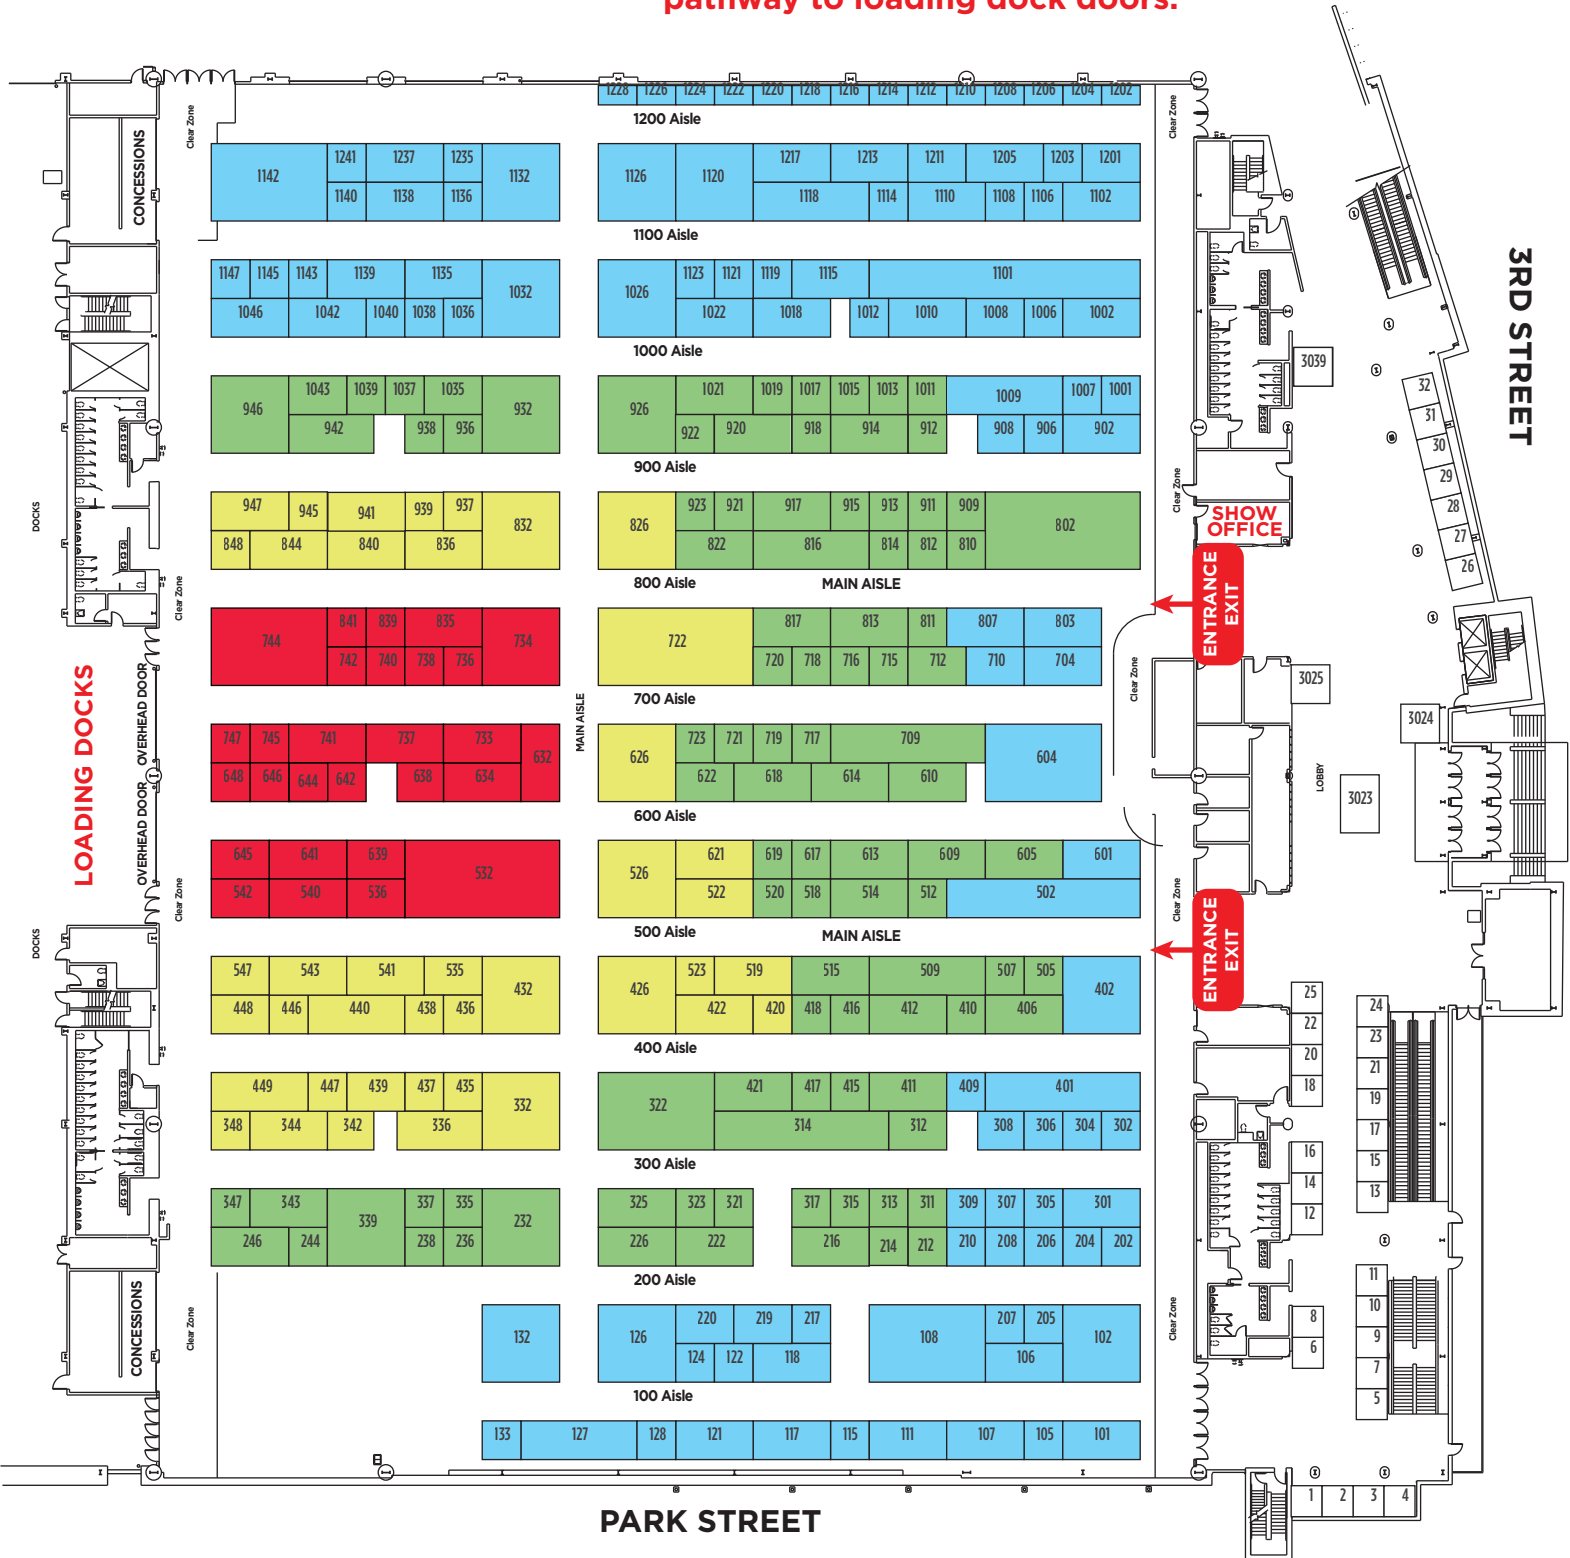 pathway to loading dock doors.
1228 1226 1224 1222 1220 1218 1216 1214 1212 1210 1208 1206 1204 1202
1200 Aisle
Clear Zone
Clear Zone
CONCESSIONS
1241 1237 1235 1217 1213 1211 1205 1203 1201
1142 1132 1126 1120
1140 1138 1136 1118 1114 1110 1108 1106 1102
1100 Aisle
1147 1145 1143 1139 1135 1123 1121 1119 1115 1101
1032 1026
1046 1042 1040 1038 1036 1022 1018 1012 1010 1008 1006 1002
1000 Aisle
3RD STREET
3039
1043 1039 1037 1035 1021 1019 1017 1015 1013 1011 1009 1007 1001
946 932 926
942 938 936 922 920 918 914 912 908 906 902
900 Aisle
32
31
30
29
28
27
26
DOCKS
Clear Zone
947 945 941 939 937 923 921 917 915 913 911 909
832 826 802
848 844 840 836 822 816 814 812 810
800 Aisle
MAIN AISLE
SHOW
OFFICE
ENTRANCE
EXIT
Clear Zone
841 839 835 817 813 811 807 803
744 734 722
742 740 738 736 720 718 716 715 712 710 704
700 Aisle
MAIN AISLE
Clear Zone
LOADING DOCKS
OVERHEAD DOOR
OVERHEAD DOOR
3025
3024
LOBBY
3023
747 745 741 737 733 723 721 719 717 709
632 626 604
648 646 644 642 638 634 622 618 614 610
600 Aisle
645 641 639 621 619 617 613 609 605 601
532 526
542 540 536 522 520 518 514 512 502
500 Aisle
MAIN AISLE
Clear Zone
Clear Zone
ENTRANCE
EXIT
DOCKS
547 543 541 535 523 519 515 509 507 505
432 426 402
448 446 440 438 436 422 420 418 416 412 410 406
400 Aisle
25
22
20
18
16
14
12
24
23
21
19
17
15
13
449 447 439 437 435 421 417 415 411 409 401
332 322
348 344 342 336 314 312 308 306 304 302
300 Aisle
347 343 337 335 325 323 321 317 315 313 311 309 307 305 301
339 232
246 244 238 236 226 222 216 214 212 210 208 206 204 202
200 Aisle
CONCESSIONS
Clear Zone
Clear Zone
220 219 217 207 205
132 126 108 102
124 122 118 106
100 Aisle
8
6
11
10
9
7
5
133 127 128 121 117 115 111 107 105 101
1 2 3 4
PARK STREET